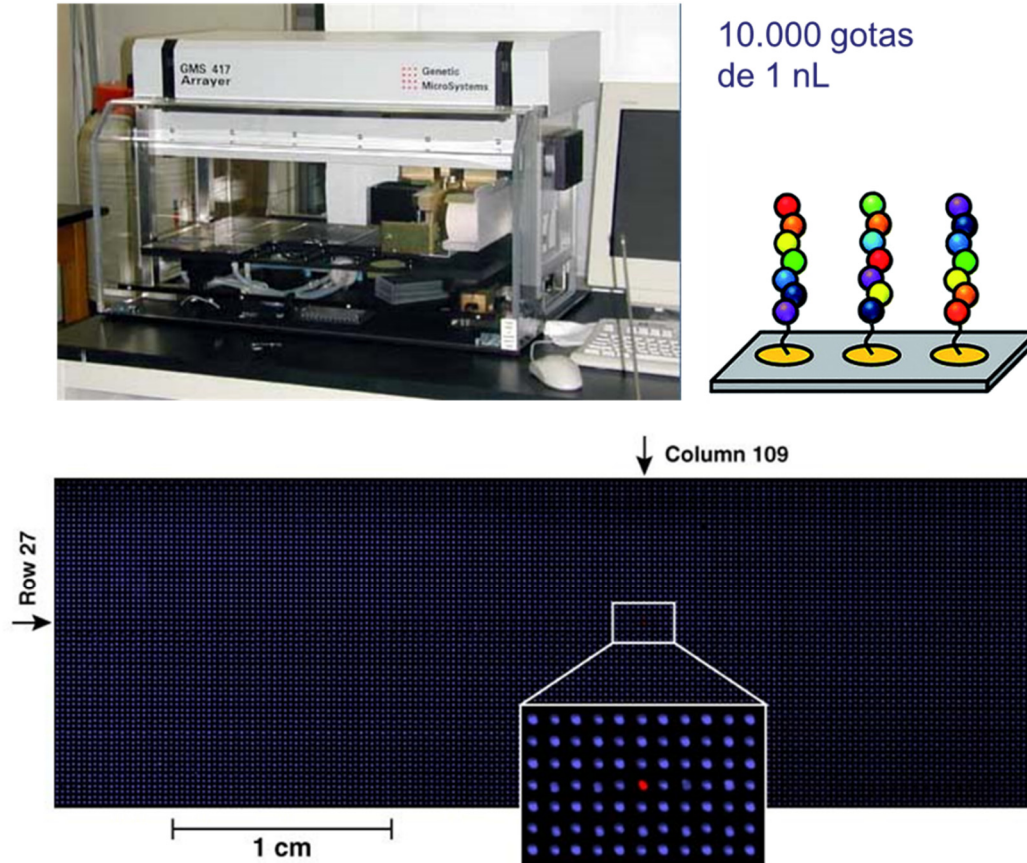 GMS 417
Arrayer
Genetic
MicroSystems
10.000 gotas
de 1 nL
Column 109
Row 27
1 cm